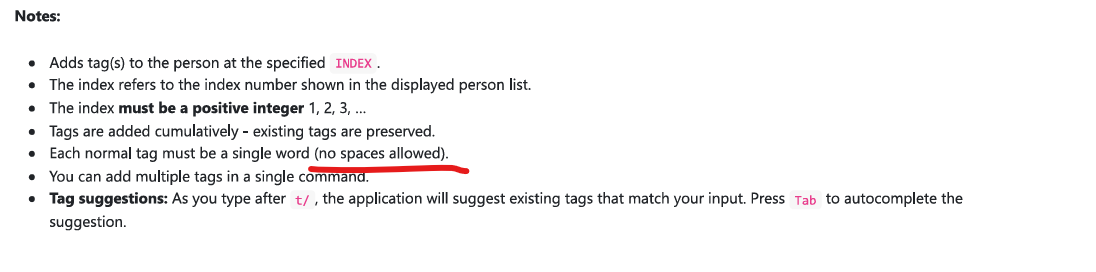 Notes:
• Adds tag(s) to the person at the specified INDEX .
• The index refers to the index number shown in the displayed person list.
• The index must be a positive integer 1, 2, 3, …
• Tags are added cumulatively - existing tags are preserved.
• Each normal tag must be a single word (no spaces allowed).
• You can add multiple tags in a single command.
• Tag suggestions: As you type after t/ , the application will suggest existing tags that match your input. Press Tab to autocomplete the
suggestion.